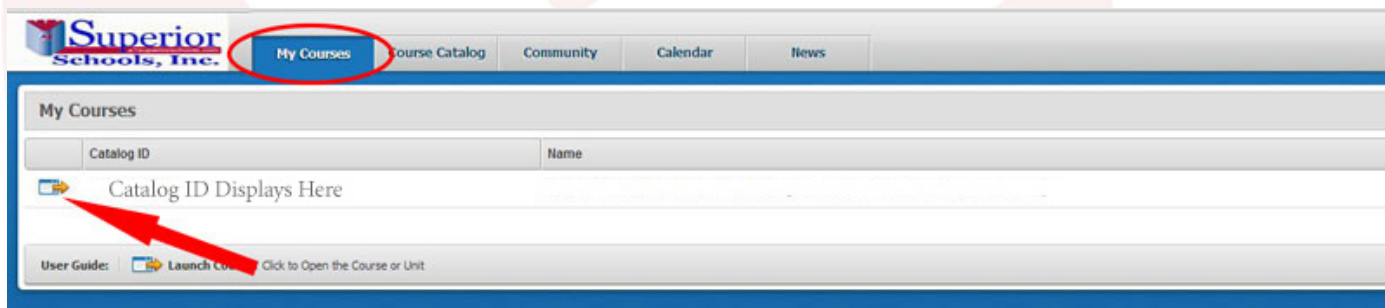 Superior
Schools, Inc.
My Courses Course Catalog Community Calendar News
My Courses
Catalog ID Name
Catalog ID Displays Here
User Guide: Launch Click to Open the Course or Unit